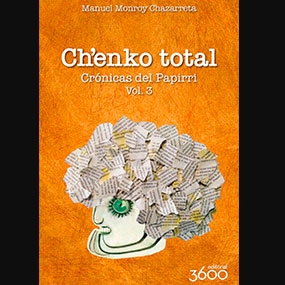 Manuel Monroy Chazarreta
Ch'enko total
Crónicas del Papirri
Vol. 3
editorial
3600